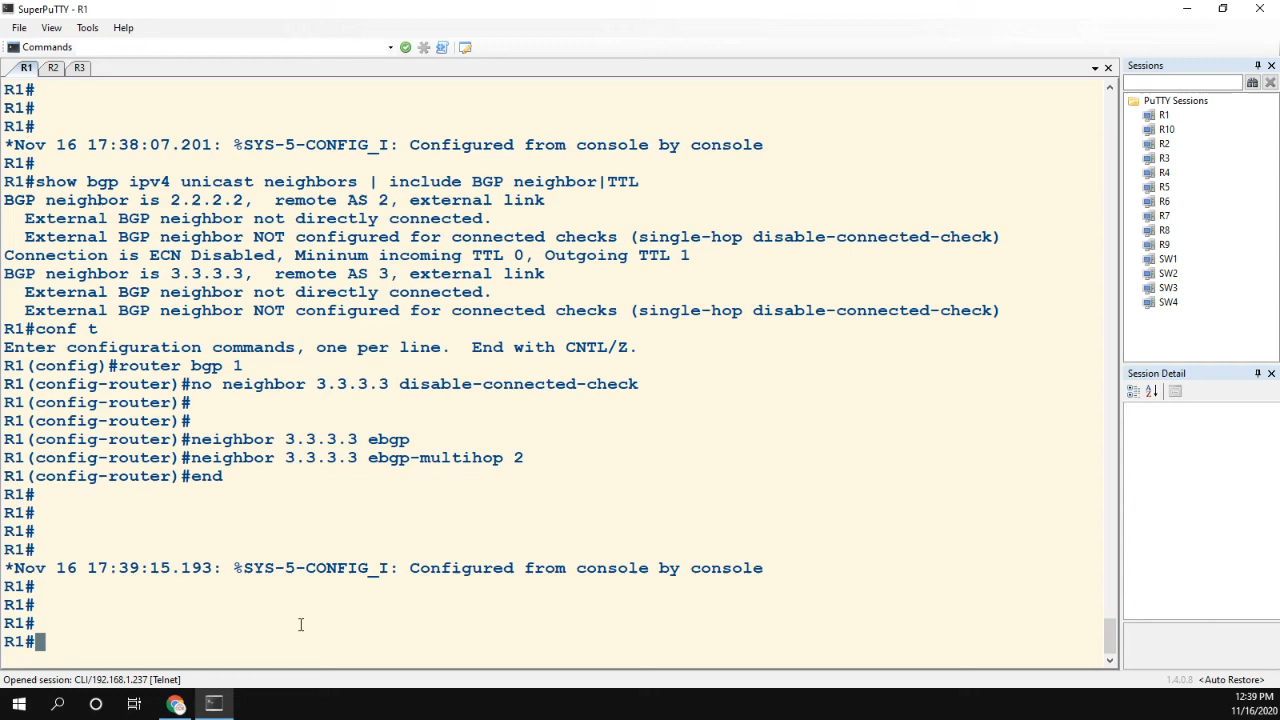 SuperPuTTY - R1
File View Tools Help
Commands
R1 R2 R3
R1#
R1#
R1#
*Nov 16 17:38:07.201: %SYS-5-CONFIG_I: Configured from console by console
R1#
R1#show bgp ipv4 unicast neighbors | include BGP neighbor|TTL
BGP neighbor is 2.2.2.2,  remote AS 2, external link
  External BGP neighbor not directly connected.
  External BGP neighbor NOT configured for connected checks (single-hop disable-connected-check)
Connection is ECN Disabled, Mininum incoming TTL 0, Outgoing TTL 1
BGP neighbor is 3.3.3.3,  remote AS 3, external link
  External BGP neighbor not directly connected.
  External BGP neighbor NOT configured for connected checks (single-hop disable-connected-check)
R1#conf t
Enter configuration commands, one per line.  End with CNTL/Z.
R1(config)#router bgp 1
R1(config-router)#no neighbor 3.3.3.3 disable-connected-check
R1(config-router)#
R1(config-router)#
R1(config-router)#neighbor 3.3.3.3 ebgp
R1(config-router)#neighbor 3.3.3.3 ebgp-multihop 2
R1(config-router)#end
R1#
R1#
R1#
R1#
*Nov 16 17:39:15.193: %SYS-5-CONFIG_I: Configured from console by console
R1#
R1#
R1#
R1#
Sessions
PuTTY Sessions
R1
R10
R2
R3
R4
R5
R6
R7
R8
R9
SW1
SW2
SW3
SW4
Session Detail
Opened session: CLI/192.168.1.237 [Telnet]
1.4.0.8 <Auto Restore>
12:39 PM
11/16/2020